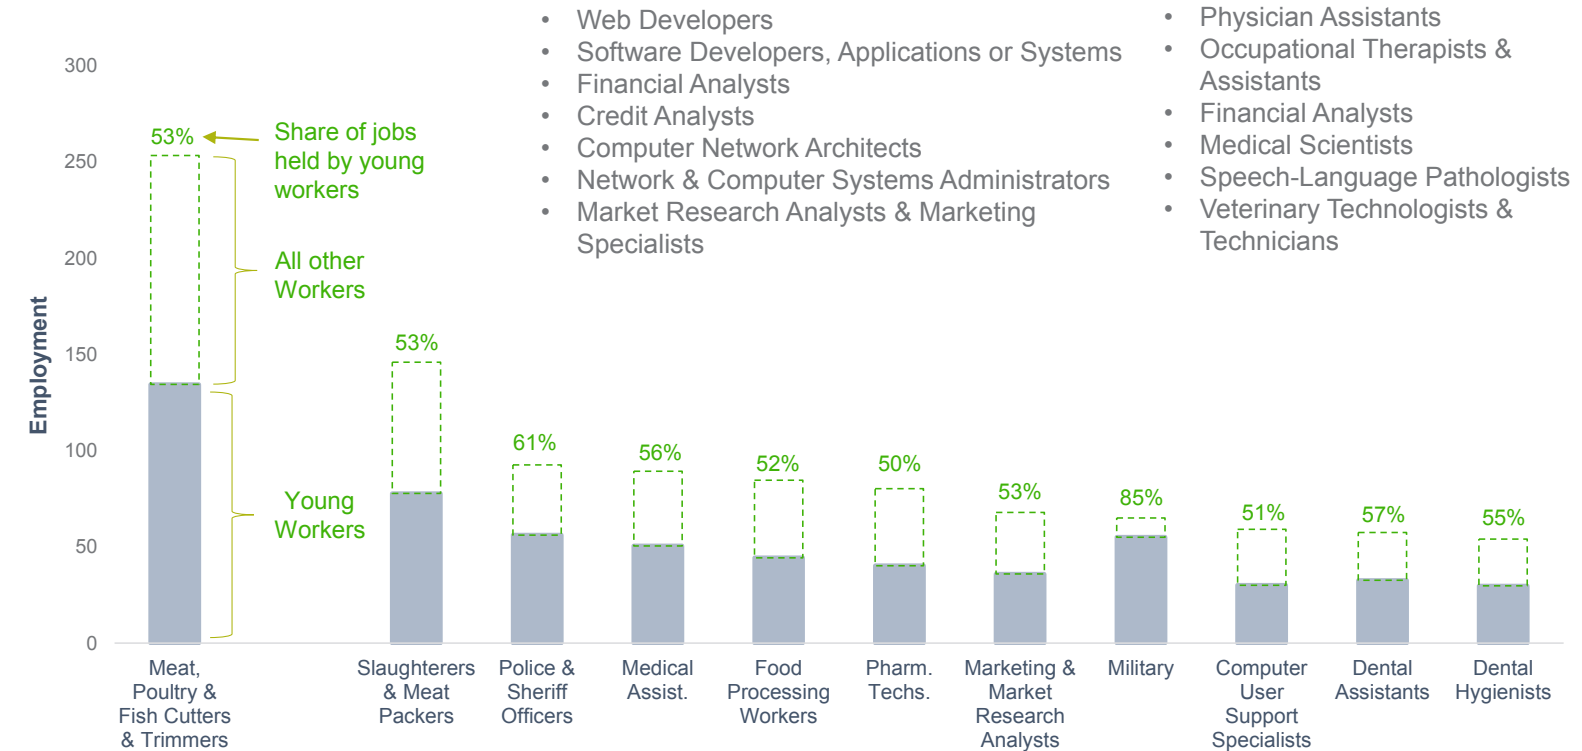 • Web Developers
• Software Developers, Applications or Systems
• Financial Analysts
• Credit Analysts
• Computer Network Architects
• Network & Computer Systems Administrators
• Market Research Analysts & Marketing
Specialists
• Physician Assistants
• Occupational Therapists &
Assistants
• Financial Analysts
• Medical Scientists
• Speech-Language Pathologists
• Veterinary Technologists &
Technicians
Employment
300
250
200
150
100
50
0
53%
Share of jobs
held by young
workers
All other
Workers
Young
Workers
53%
61%
56%
52%
50%
53%
85%
51%
57%
55%
Meat,
Poultry &
Fish Cutters
& Trimmers
Slaughterers
& Meat
Packers
Police &
Sheriff
Officers
Medical
Assist.
Food
Processing
Workers
Pharm.
Techs.
Marketing &
Market
Research
Analysts
Military
Computer
User
Support
Specialists
Dental
Assistants
Dental
Hygienists